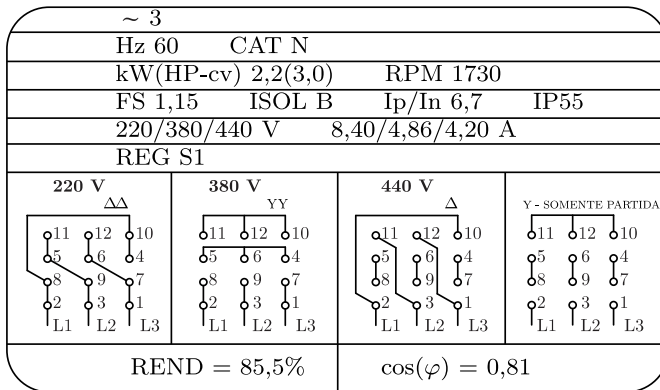 ~ 3
Hz 60 CAT N
kW(HP-cv) 2,2(3,0) RPM 1730
FS 1,15 ISOL B Ip/In 6,7 IP55
220/380/440 V 8,40/4,86/4,20 A
REG S1
220 V 380 V 440 V
ΔΔ YY Δ Y - SOMENTE PARTIDA
11 12 10 11 12 10 11 12 10 11 12 10
5 6 4 5 6 4 5 6 4 5 6 4
8 9 7 8 9 7 8 9 7 8 9 7
2 3 1 2 3 1 2 3 1 2 3 1
L1 L2 L3 L1 L2 L3 L1 L2 L3 L1 L2 L3
REND = 85,5% cos(φ) = 0,81